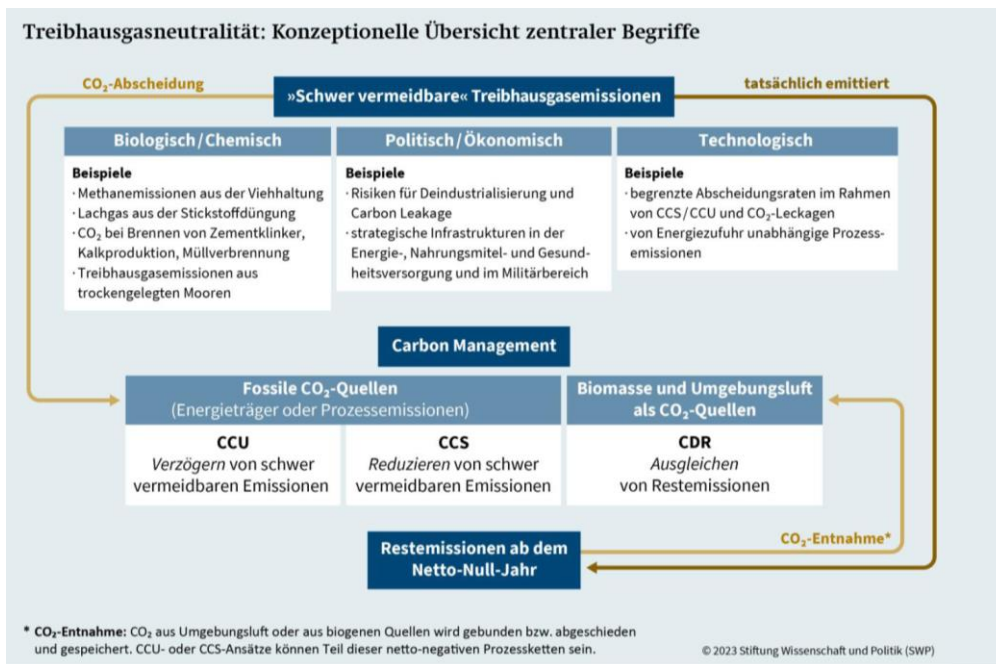 Treibhausgasneutralität: Konzeptionelle Übersicht zentraler Begriffe
CO₂-Abscheidung
»Schwer vermeidbare« Treibhausgasemissionen
tatsächlich emittiert
Biologisch/Chemisch
Beispiele
· Methanemissionen aus der Viehhaltung
· Lachgas aus der Stickstoffdüngung
· CO₂ bei Brennen von Zementklinker,
Kalkproduktion, Müllverbrennung
· Treibhausgasemissionen aus
trockengelegten Mooren
Politisch/Ökonomisch
Beispiele
· Risiken für Deindustrialisierung und
Carbon Leakage
· strategische Infrastrukturen in der
Energie-, Nahrungsmitel- und Gesund-
heitsversorgung und im Militärbereich
Technologisch
Beispiele
· begrenzte Abscheidungsraten im Rahmen
von CCS/CCU und CO₂-Leckagen
· von Energiezufuhr unabhängige Prozess-
emissionen
Carbon Management
Fossile CO₂-Quellen
(Energieträger oder Prozessemissionen)
CCU
Verzögern von schwer
vermeidbaren Emissionen
CCS
Reduzieren von schwer
vermeidbaren Emissionen
Biomasse und Umgebungsluft
als CO₂-Quellen
CDR
Ausgleichen
von Restemissionen
CO₂-Entnahme*
Restemissionen ab dem
Netto-Null-Jahr
* CO₂-Entnahme: CO₂ aus Umgebungsluft oder aus biogenen Quellen wird gebunden bzw. abgeschieden
und gespeichert. CCU- oder CCS-Ansätze können Teil dieser netto-negativen Prozessketten sein.
© 2023 Stiftung Wissenschaft und Politik (SWP)